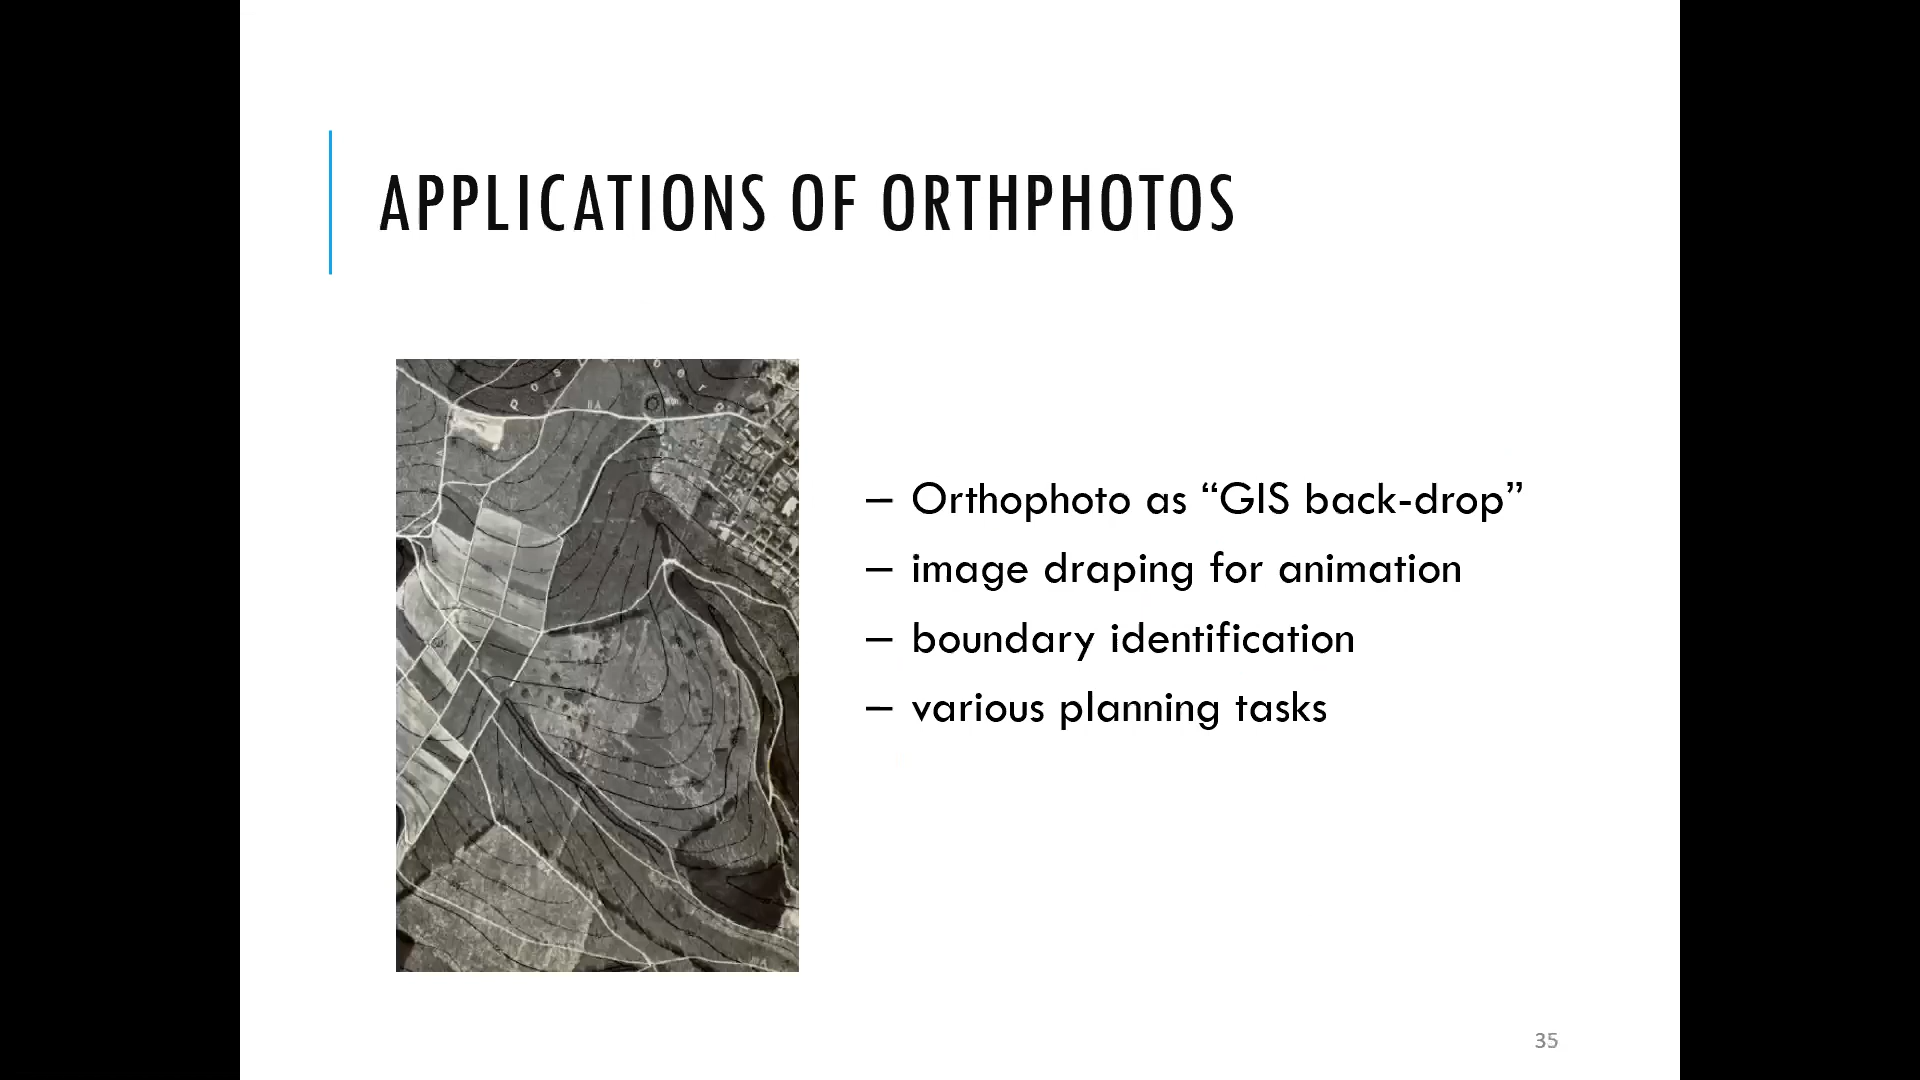 APPLICATIONS OF ORTHPHOTOS
– Orthophoto as “GIS back-drop”
– image draping for animation
– boundary identification
– various planning tasks
35